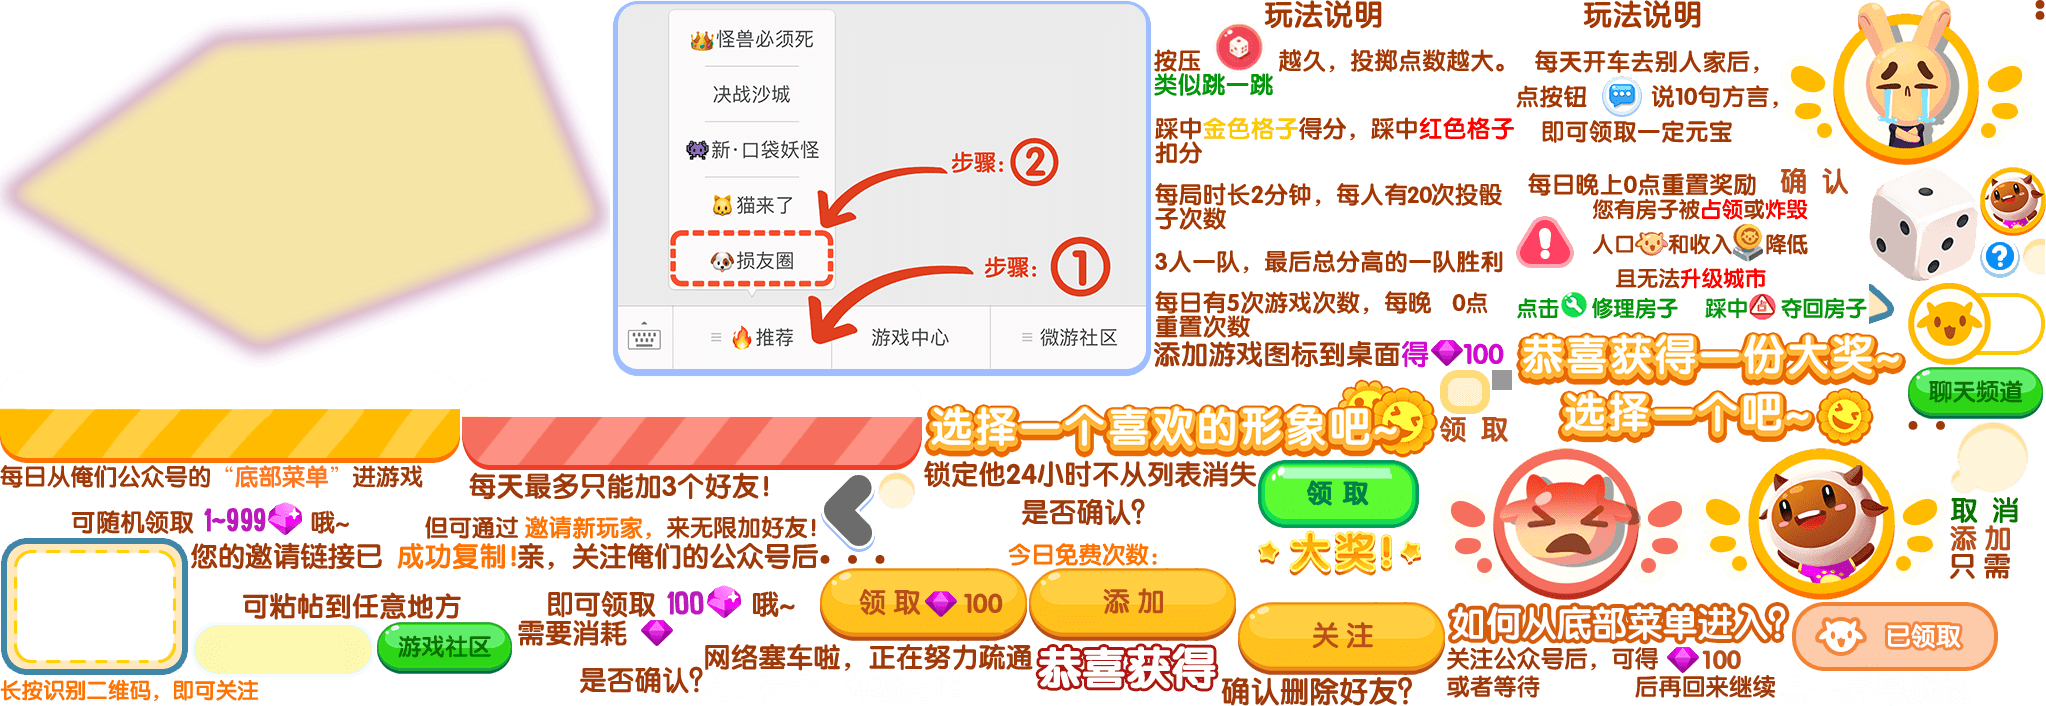 怪兽必须死
决战沙城
新·口袋妖怪
猫来了
损友圈
步骤:②
步骤:①
推荐
游戏中心
微游社区
玩法说明
按压 越久，投掷点数越大。
类似跳一跳
踩中金色格子得分，踩中红色格子
扣分
每局时长2分钟，每人有20次投骰
子次数
3人一队，最后总分高的一队胜利
每日有5次游戏次数，每晚 0点
重置次数
添加游戏图标到桌面得 100
玩法说明
每天开车去别人家后，
点按钮 说10句方言，
即可领取一定元宝
每日晚上0点重置奖励
确 认
您有房子被占领或炸毁
人口 和收入 降低
且无法升级城市
点击 修理房子 踩中 夺回房子
恭喜获得一份大奖~
选择一个吧~
聊天频道
选择一个喜欢的形象吧~
领 取
每日从俺们公众号的“底部菜单”进游戏
可随机领取 1~999 哦~
每天最多只能加3个好友！
但可通过 邀请新玩家，来无限加好友！
锁定他24小时不从列表消失
是否确认？
领 取
大奖！
今日免费次数：
您的邀请链接已 成功复制！
可粘帖到任意地方
亲，关注俺们的公众号后
即可领取 100 哦~
游戏社区
需要消耗
是否确认？
领 取 100
添 加
关 注
网络塞车啦，正在努力疏通
恭喜获得
确认删除好友？
长按识别二维码，即可关注
如何从底部菜单进入？
关注公众号后，可得 100
或者等待 后再回来继续
取 消
添 加
只 需
已领取